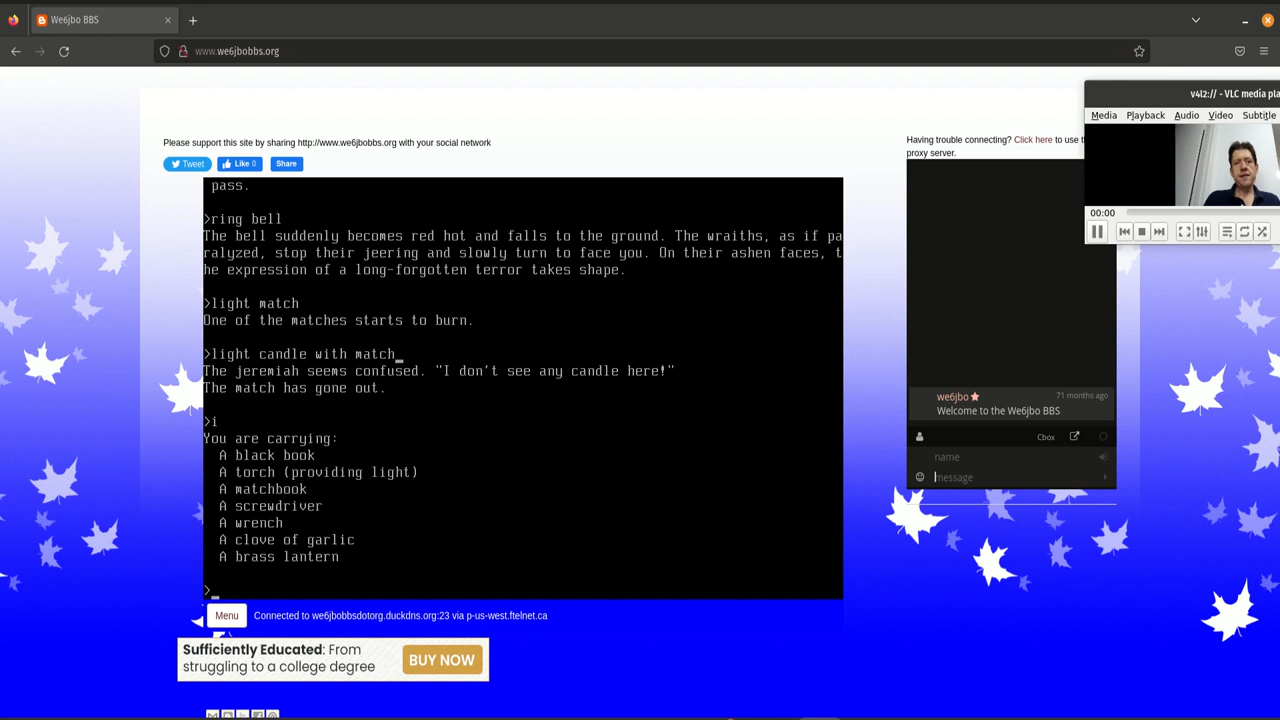 We6jbo BBS
www.we6jbobbs.org
Please support this site by sharing http://www.we6jbobbs.org with your social network
Tweet
Like 0
Share
pass.
>ring bell
The bell suddenly becomes red hot and falls to the ground. The wraiths, as if pa
ralyzed, stop their jeering and slowly turn to face you. On their ashen faces, t
he expression of a long-forgotten terror takes shape.
>light match
One of the matches starts to burn.
>light candle with match_
The jeremiah seems confused. "I don't see any candle here!"
The match has gone out.
>i
You are carrying:
A black book
A torch (providing light)
A matchbook
A screwdriver
A wrench
A clove of garlic
A brass lantern
>_
Menu
Connected to we6jbobbsdotorg.duckdns.org:23 via p-us-west.ftelnet.ca
Sufficiently Educated: From
struggling to a college degree
BUY NOW
Having trouble connecting? Click here to use t
proxy server.
we6jbo
71 months ago
Welcome to the We6jbo BBS
Cbox
name
message
v4l2:// - VLC media pla
Media Playback Audio Video Subtitle
00:00